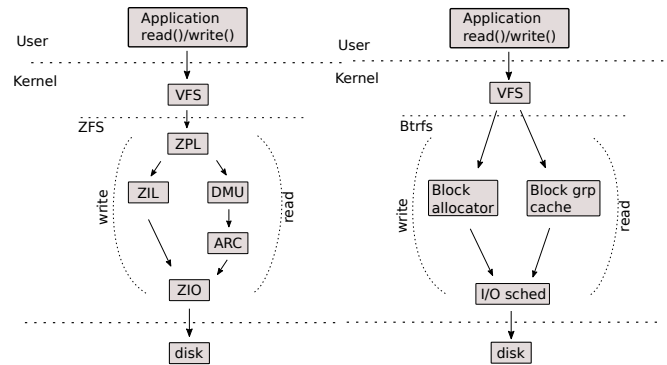 Application
read()/write()
User
Kernel
VFS
ZFS
ZPL
ZIL
DMU
write
read
ARC
ZIO
disk
Application
read()/write()
User
Kernel
VFS
Btrfs
Block
allocator
Block grp
cache
write
read
I/O sched
disk